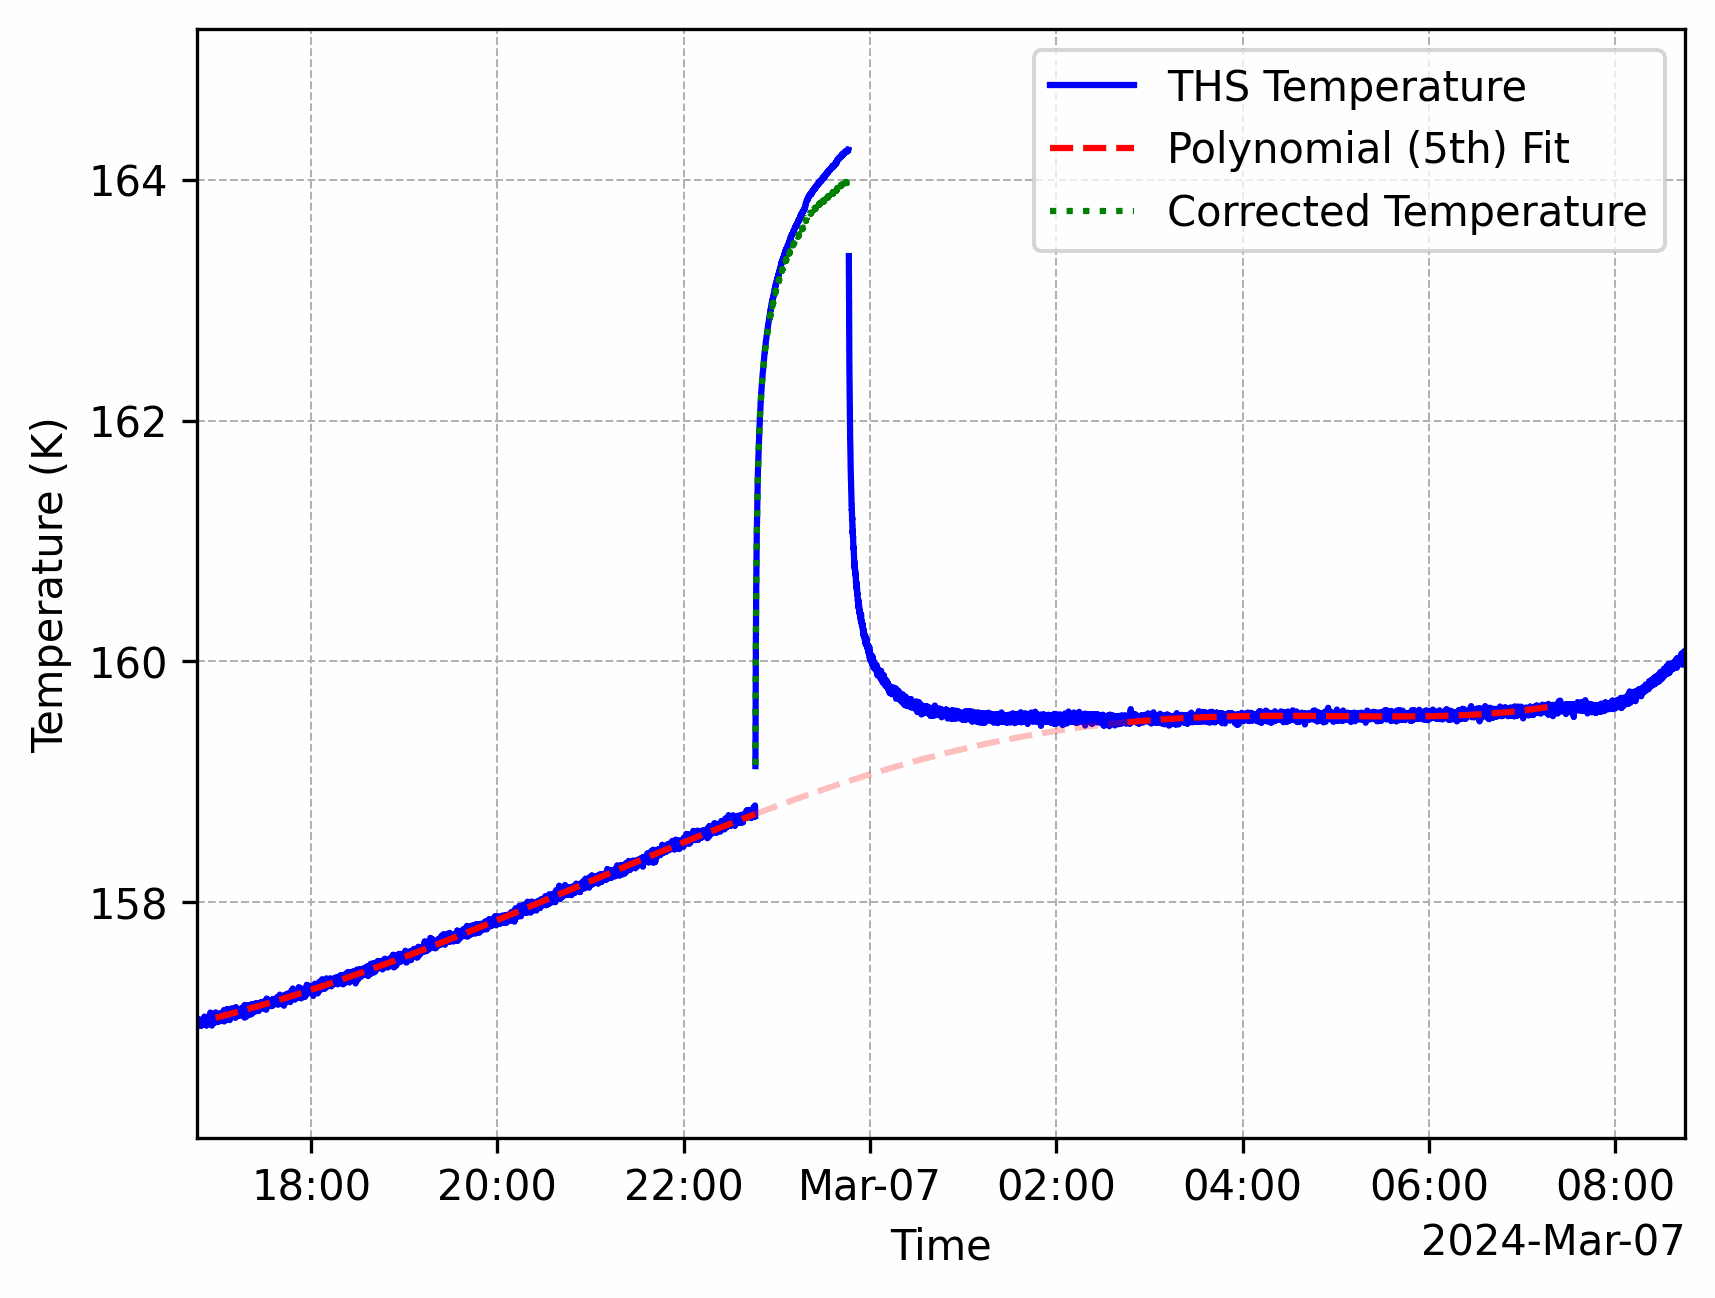 THS Temperature
Polynomial (5th) Fit
Corrected Temperature
164
162
160
158
Temperature (K)
18:00
20:00
22:00
Mar-07
02:00
04:00
06:00
08:00
Time
2024-Mar-07